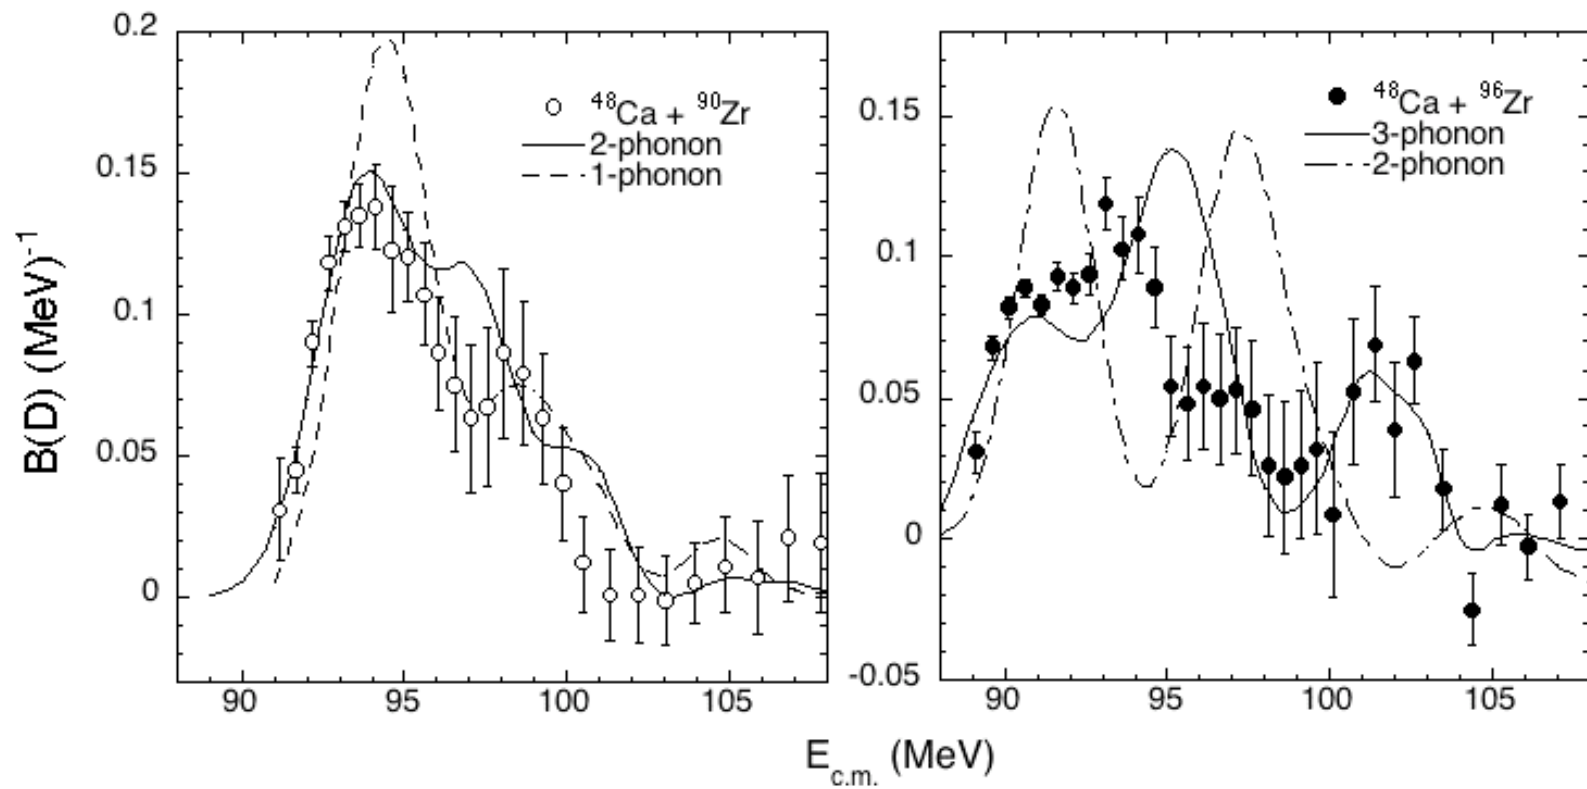 0.2
0.15
0.1
0.05
0
B(D) (MeV)⁻¹
⁴⁸Ca + ⁹⁰Zr
2-phonon
1-phonon
90 95 100 105
0.15
0.1
0.05
0
-0.05
⁴⁸Ca + ⁹⁶Zr
3-phonon
2-phonon
90 95 100 105
E_c.m. (MeV)